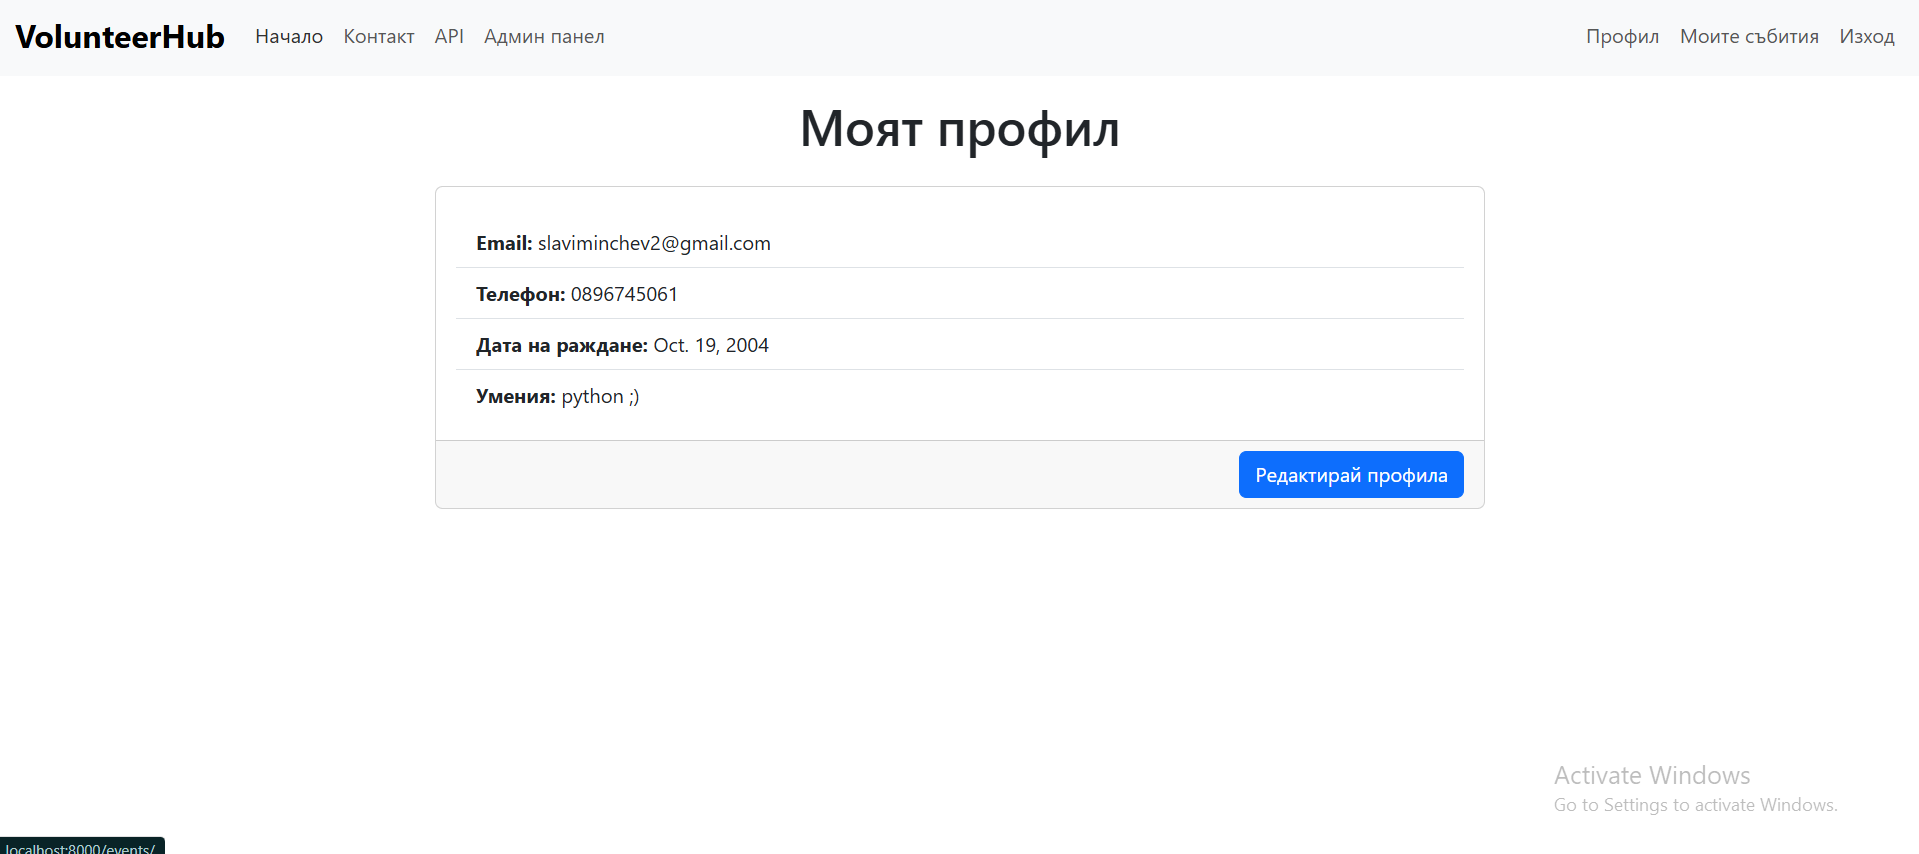 VolunteerHub Начало Контакт API Админ панел Профил Моите събития Изход
Моят профил
Email: slaviminchev2@gmail.com
Телефон: 0896745061
Дата на раждане: Oct. 19, 2004
Умения: python ;)
Редактирай профила
Activate Windows
Go to Settings to activate Windows.
localhost:8000/events/